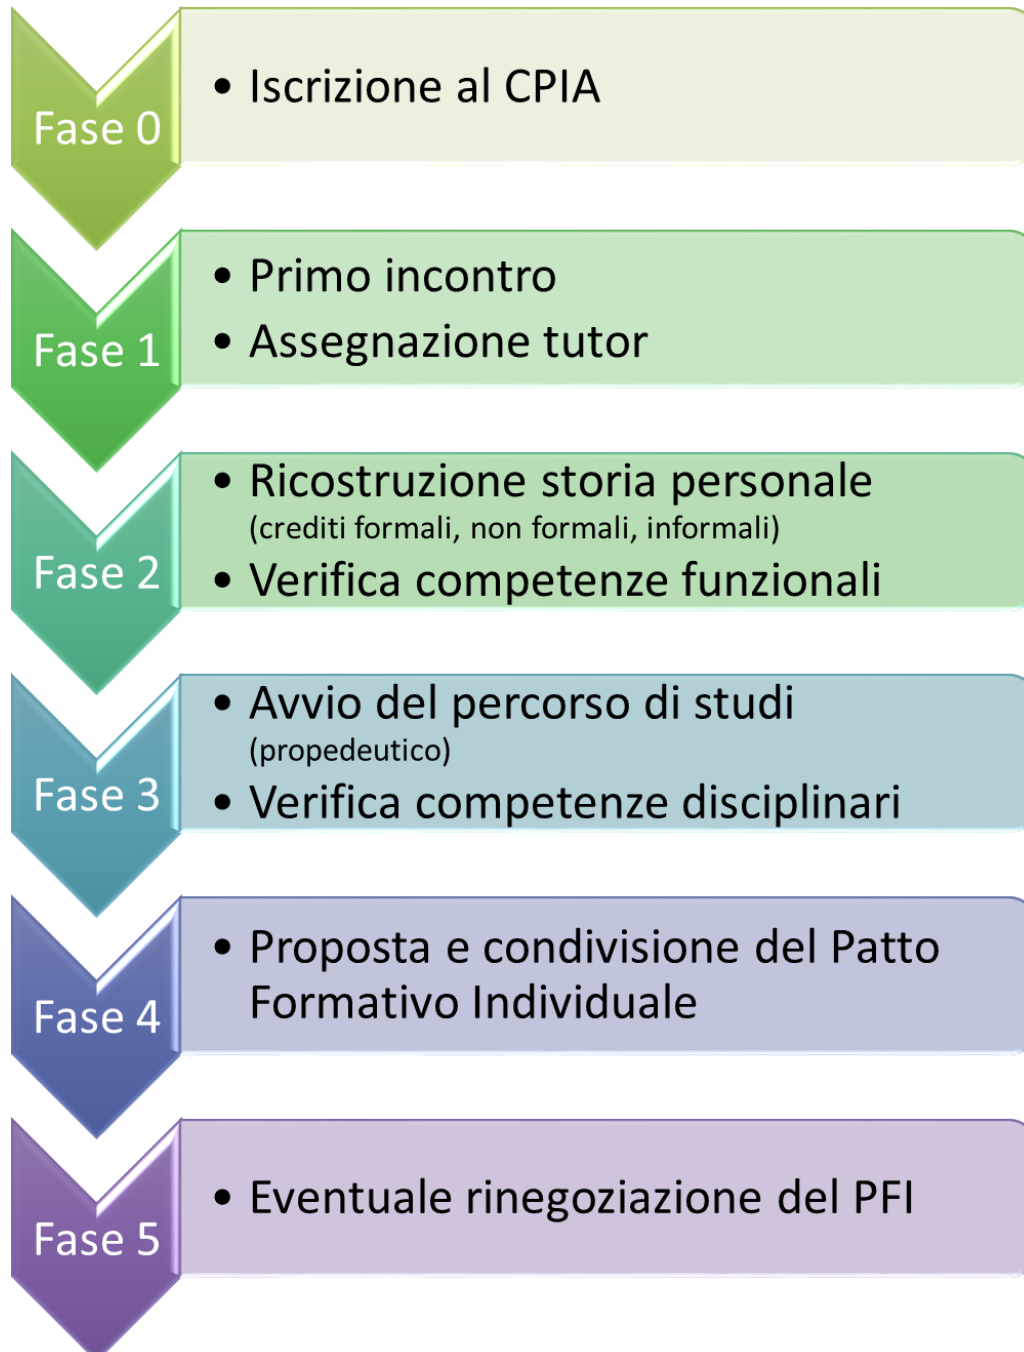 Fase 0
• Iscrizione al CPIA
Fase 1
• Primo incontro
• Assegnazione tutor
Fase 2
• Ricostruzione storia personale
(crediti formali, non formali, informali)
• Verifica competenze funzionali
Fase 3
• Avvio del percorso di studi
(propedeutico)
• Verifica competenze disciplinari
Fase 4
• Proposta e condivisione del Patto
Formativo Individuale
Fase 5
• Eventuale rinegoziazione del PFI